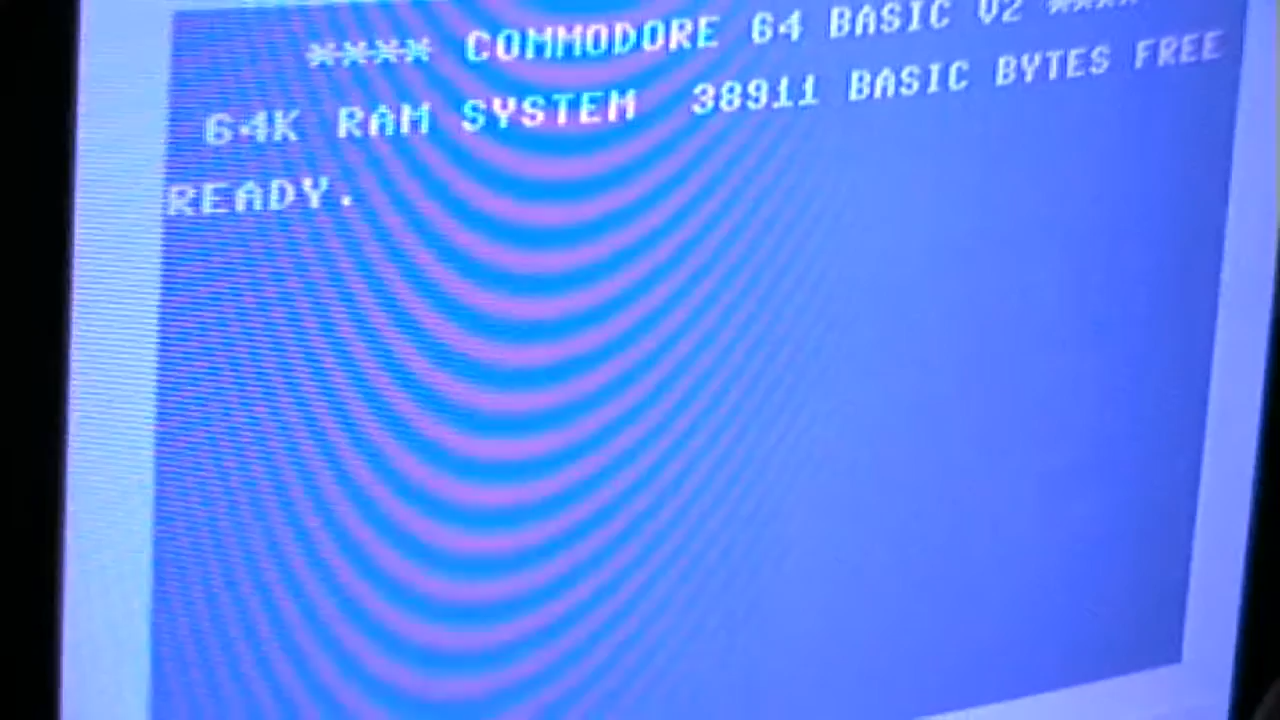 **** COMMODORE 64 BASIC V2 ****
64K RAM SYSTEM 38911 BASIC BYTES FREE
READY.